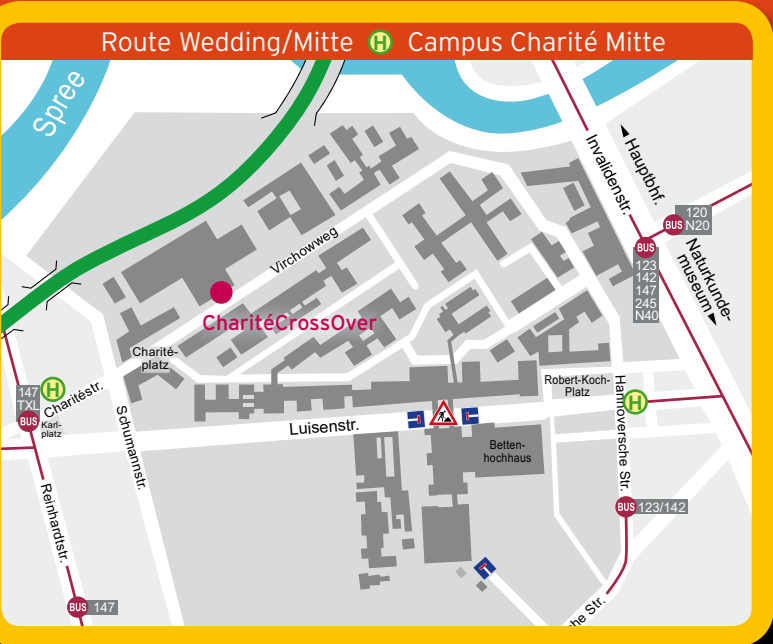 Route Wedding/Mitte H Campus Charité Mitte
Spree
Invalidenstr.
Hauptbhf.
120
N20
BUS
BUS
123
142
147
245
N40
Naturkunde-
museum
Virchowweg
CharitéCrossOver
Charité-
platz
147
TXL
BUS
H
Charitéstr.
Karl-
platz
Schumannstr.
Luisenstr.
Robert-Koch-
Platz
Hannoversche Str.
H
Betten-
hochhaus
Reinhardtstr.
BUS 123/142
BUS 147
che Str.